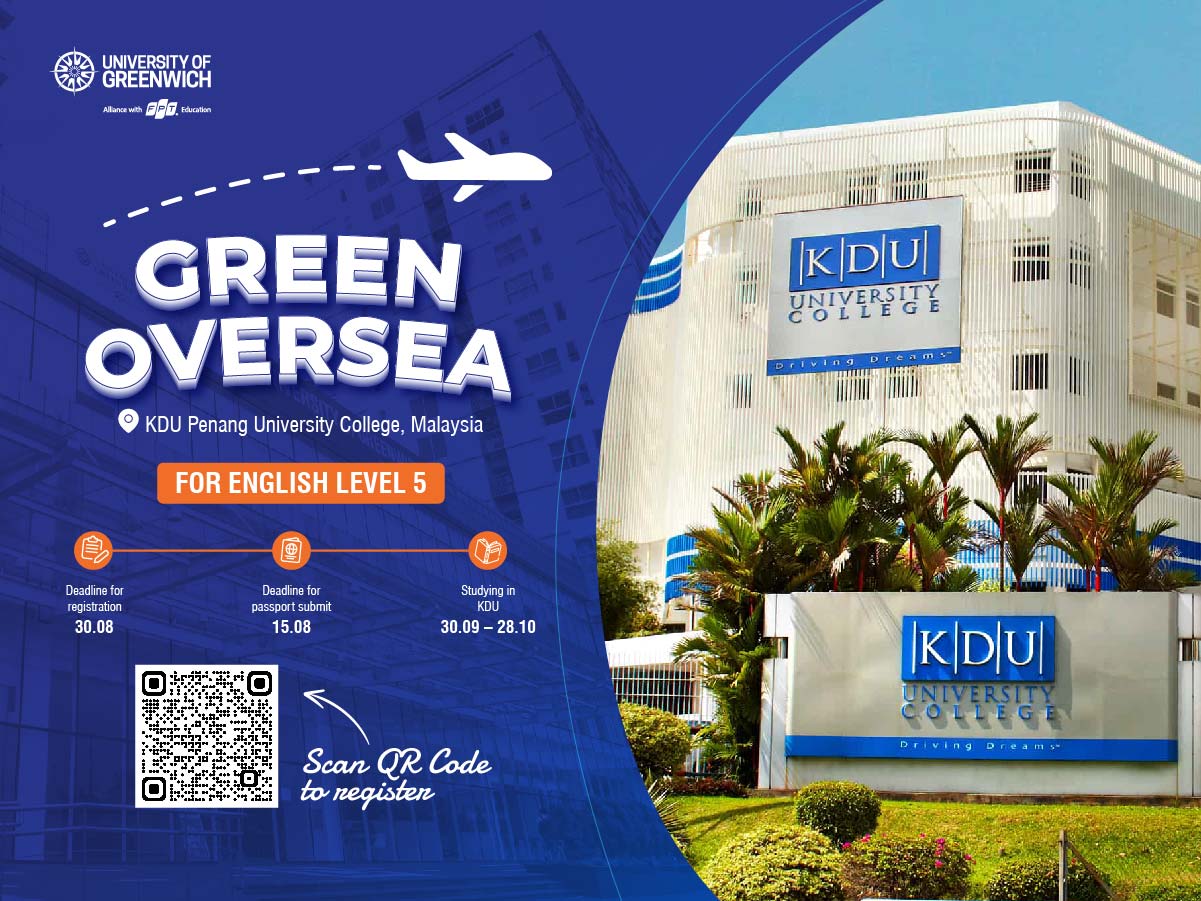 UNIVERSITY OF
GREENWICH
Alliance with FPT Education
GREEN
OVERSEA
KDU Penang University College, Malaysia
FOR ENGLISH LEVEL 5
Deadline for
registration
30.08
Deadline for
passport submit
15.08
Studying in
KDU
30.09 – 28.10
Scan QR Code
to register
KDU
UNIVERSITY
COLLEGE
Driving Dreams™
KDU
UNIVERSITY
COLLEGE
Driving Dreams™